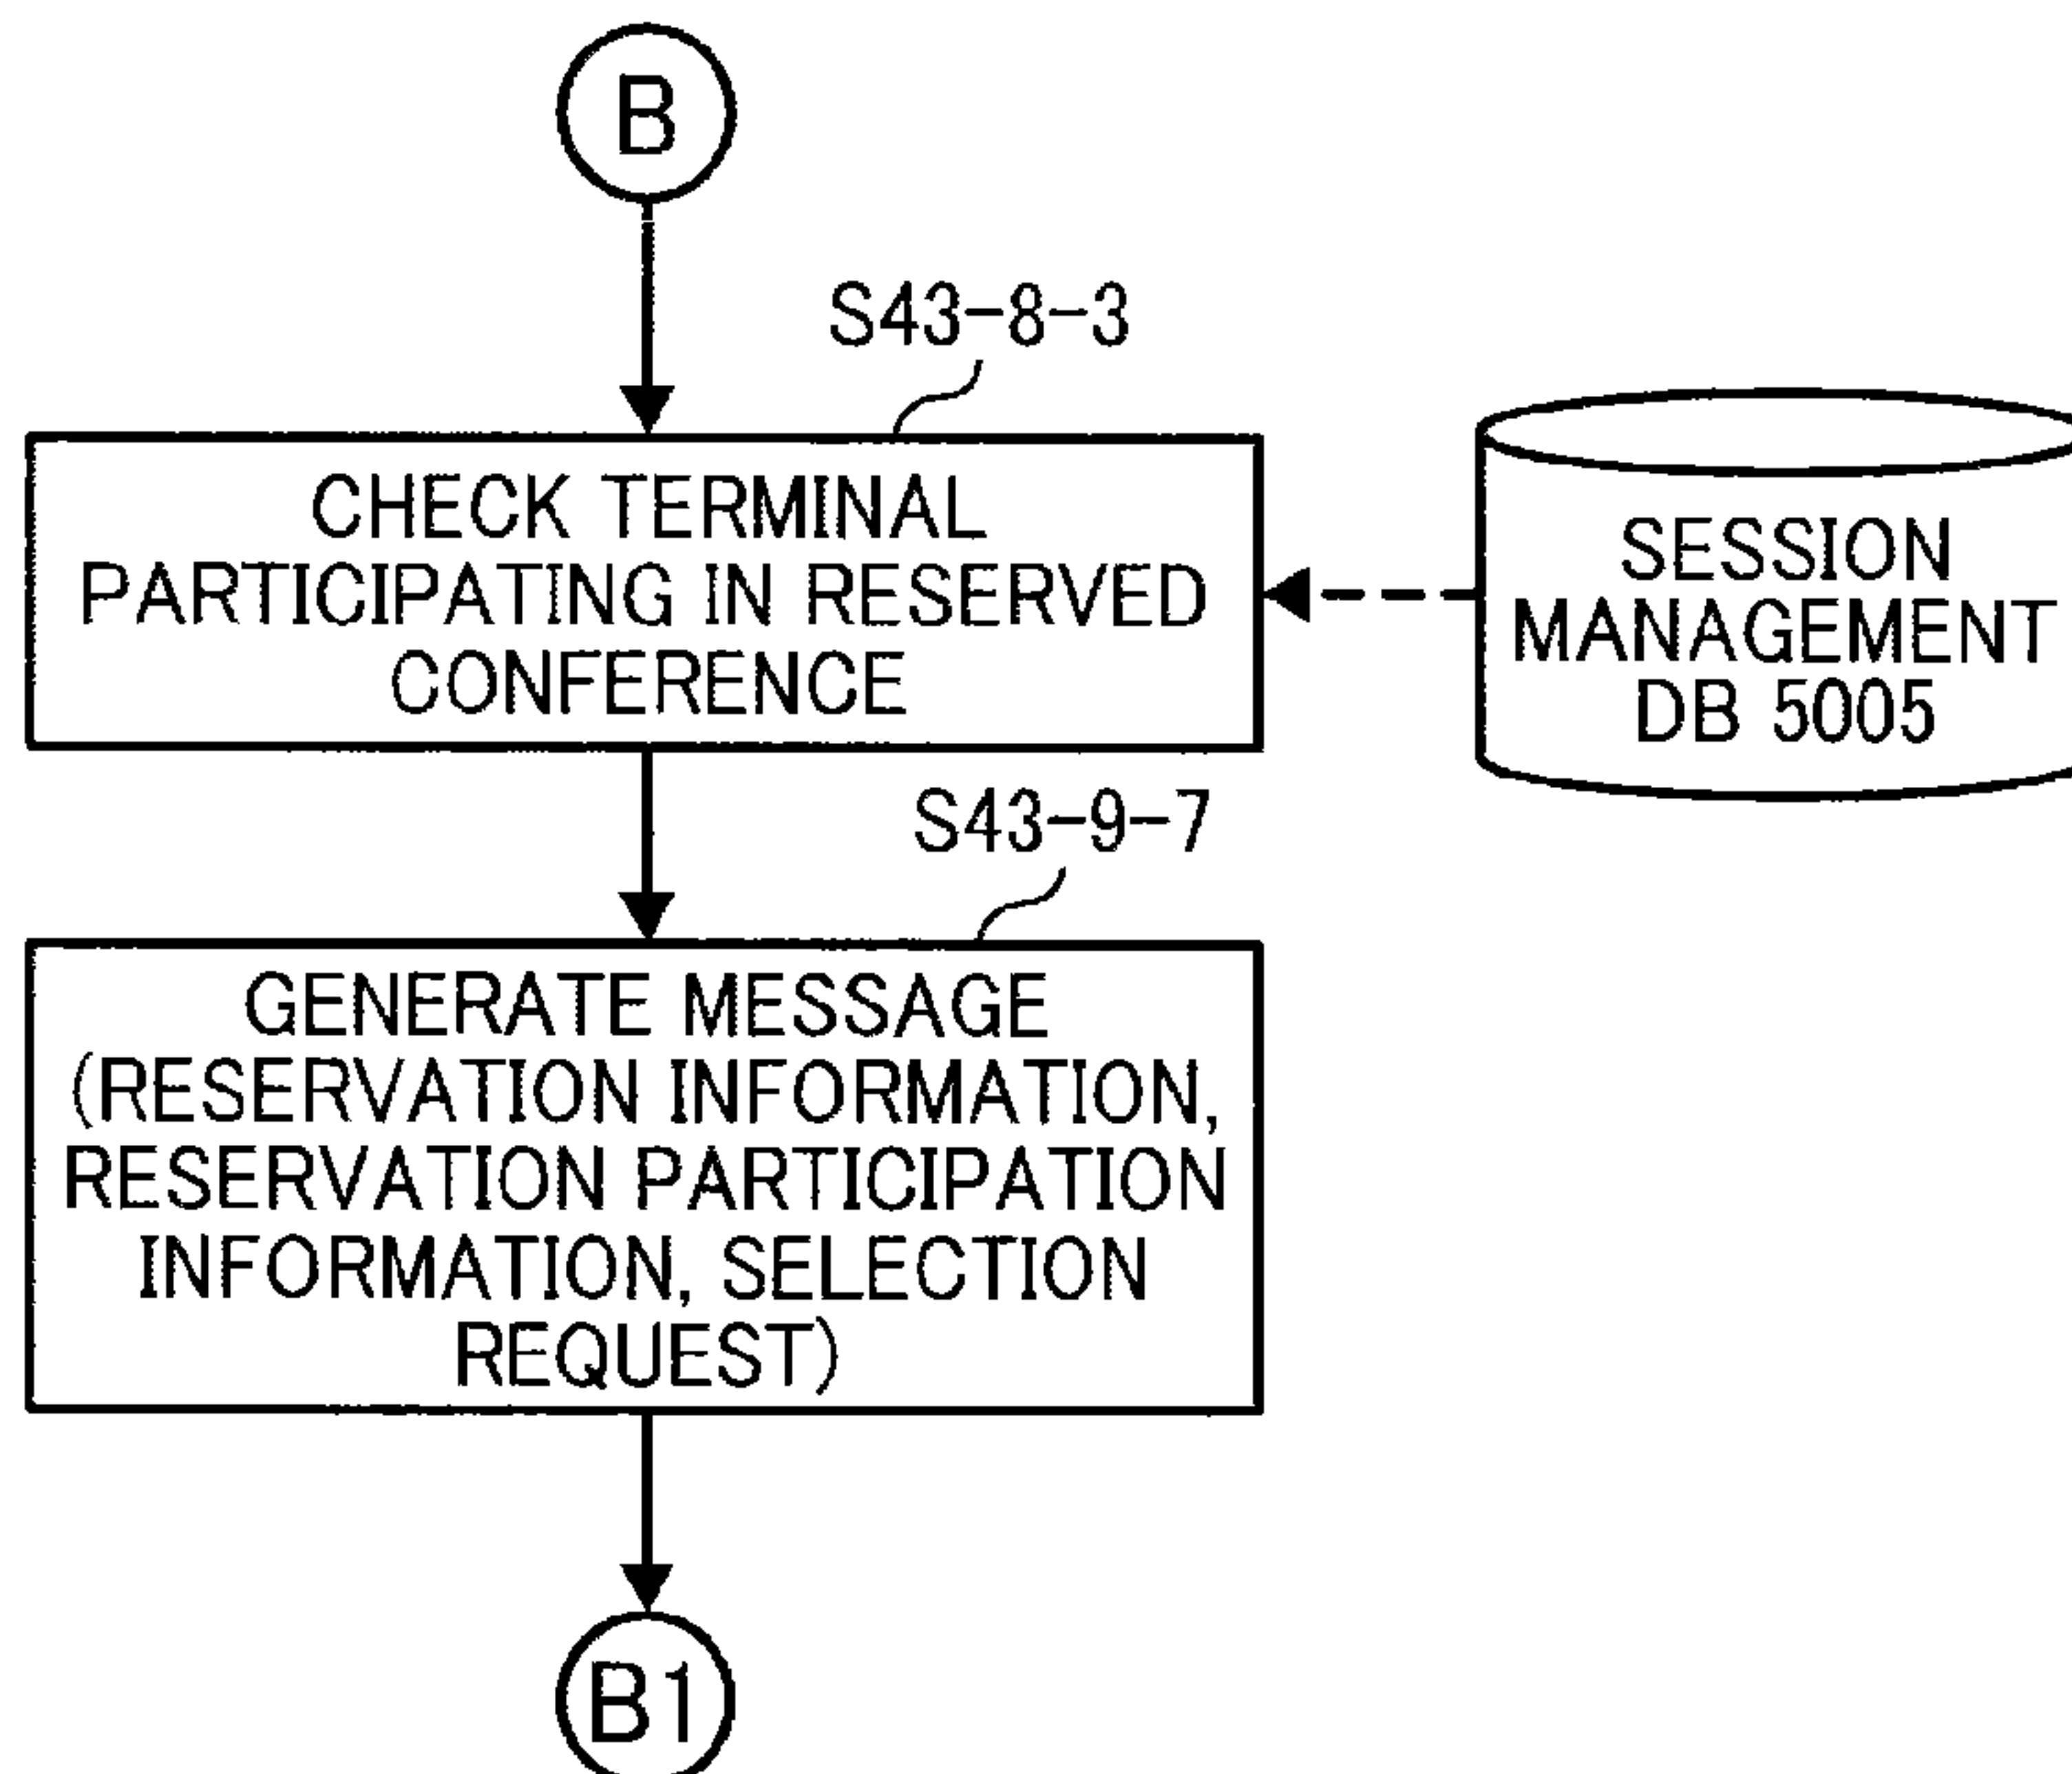 B
S43-8-3
CHECK TERMINAL
PARTICIPATING IN RESERVED
CONFERENCE
SESSION
MANAGEMENT
DB 5005
S43-9-7
GENERATE MESSAGE
(RESERVATION INFORMATION,
RESERVATION PARTICIPATION
INFORMATION, SELECTION
REQUEST)
B1